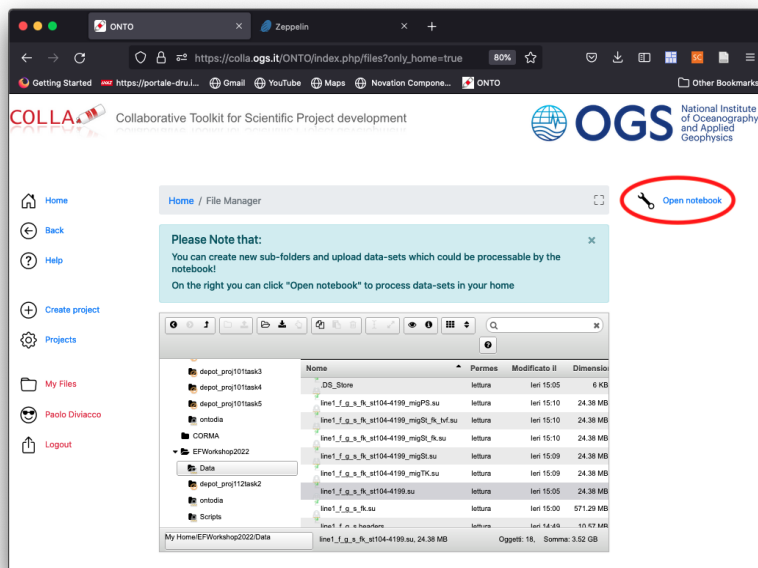 ONTO × Zeppelin × +
https://colla.ogs.it/ONTO/index.php/files?only_home=true 80%
Getting Started https://portale-dru.i... Gmail YouTube Maps Novation Compone... ONTO Other Bookmarks
COLLA Collaborative Toolkit for Scientific Project development
OGS
National Institute
of Oceanography
and Applied
Geophysics
Home
Back
Help
Create project
Projects
My Files
Paolo Diviacco
Logout
Home / File Manager
Open notebook
Please Note that: ×
You can create new sub-folders and upload data-sets which could be processable by the
notebook!
On the right you can click "Open notebook" to process data-sets in your home
depot_proj101task3
depot_proj101task4
depot_proj101task5
ontodia
CORMA
EFWorkshop2022
Data
depot_proj112task2
ontodia
Scripts
Nome Permes Modificato il Dimensio
.DS_Store lettura Ieri 15:05 6 KB
line1_f_g_s_fk_st104-4199_migPS.su lettura Ieri 15:10 24.38 MB
line1_f_g_s_fk_st104-4199_migSt_fk_tvf.su lettura Ieri 15:10 24.38 MB
line1_f_g_s_fk_st104-4199_migSt_fk.su lettura Ieri 15:10 24.38 MB
line1_f_g_s_fk_st104-4199_migSt.su lettura Ieri 15:09 24.38 MB
line1_f_g_s_fk_st104-4199_migTK.su lettura Ieri 15:09 24.38 MB
line1_f_g_s_fk_st104-4199.su lettura Ieri 15:05 24.38 MB
line1_f_g_s_fk.su lettura Ieri 15:00 571.29 MB
line1_f_g_s.headers lettura Ieri 14:49 10.57 MB
My Home/EFWorkshop2022/Data line1_f_g_s_fk_st104-4199.su, 24.38 MB Oggetti: 18, Somma: 3.52 GB